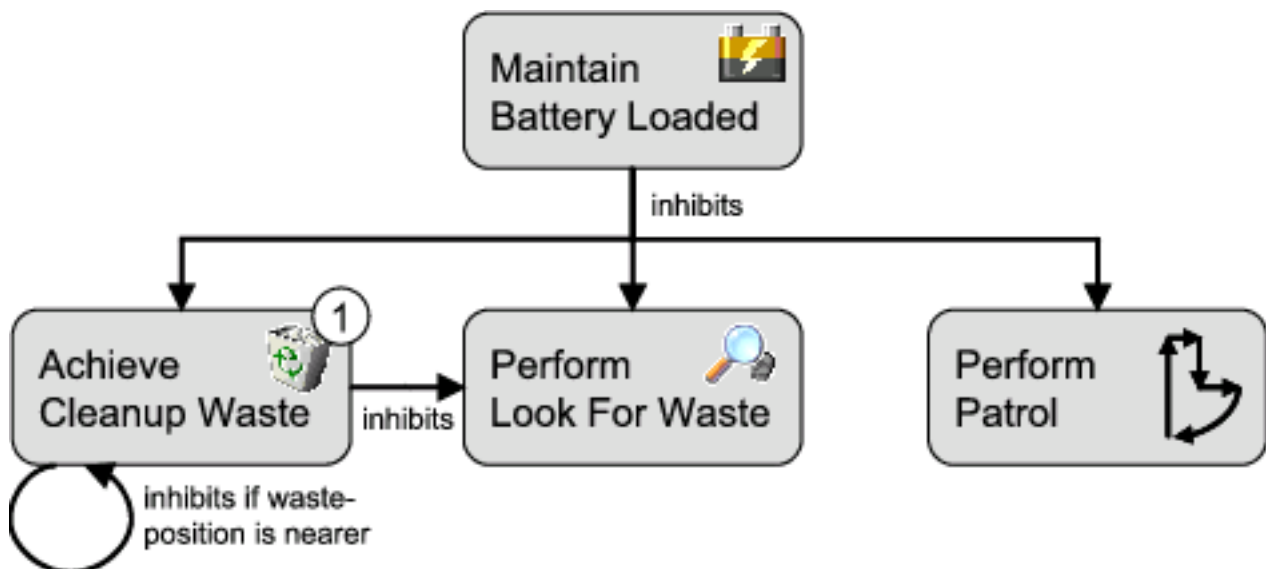 Maintain
Battery Loaded
inhibits
1
Achieve
Cleanup Waste
inhibits
Perform
Look For Waste
Perform
Patrol
inhibits if waste-
position is nearer